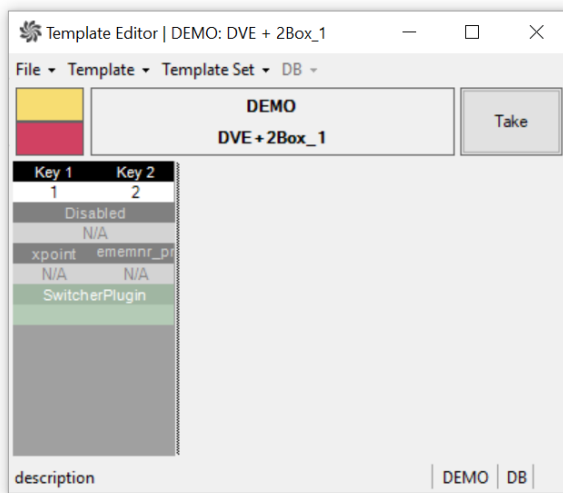 Template Editor | DEMO: DVE + 2Box_1
File Template Template Set DB
DEMO
DVE+2Box_1
Take
Key 1 Key 2
1 2
Disabled
N/A
xpoint ememnr_pr
N/A N/A
SwitcherPlugin
description DEMO DB